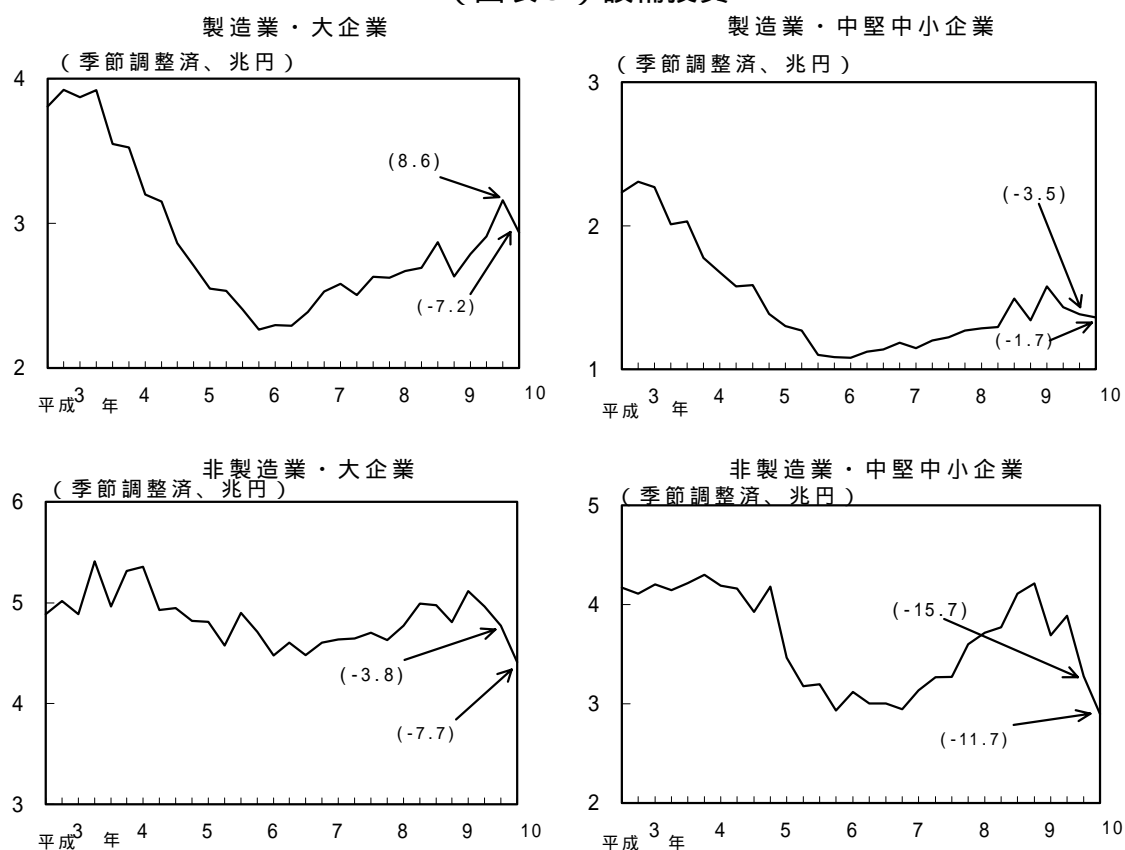 製造業・大企業
(季節調整済、兆円)
4
3
2
(8.6)
(-7.2)
平成 3 年 4 5 6 7 8 9 10
製造業・中堅中小企業
(季節調整済、兆円)
3
2
1
(-3.5)
(-1.7)
平成 3 年 4 5 6 7 8 9 10
非製造業・大企業
(季節調整済、兆円)
6
5
4
3
(-3.8)
(-7.7)
平成 3 年 4 5 6 7 8 9 10
非製造業・中堅中小企業
(季節調整済、兆円)
5
4
3
2
(-15.7)
(-11.7)
平成 3 年 4 5 6 7 8 9 10